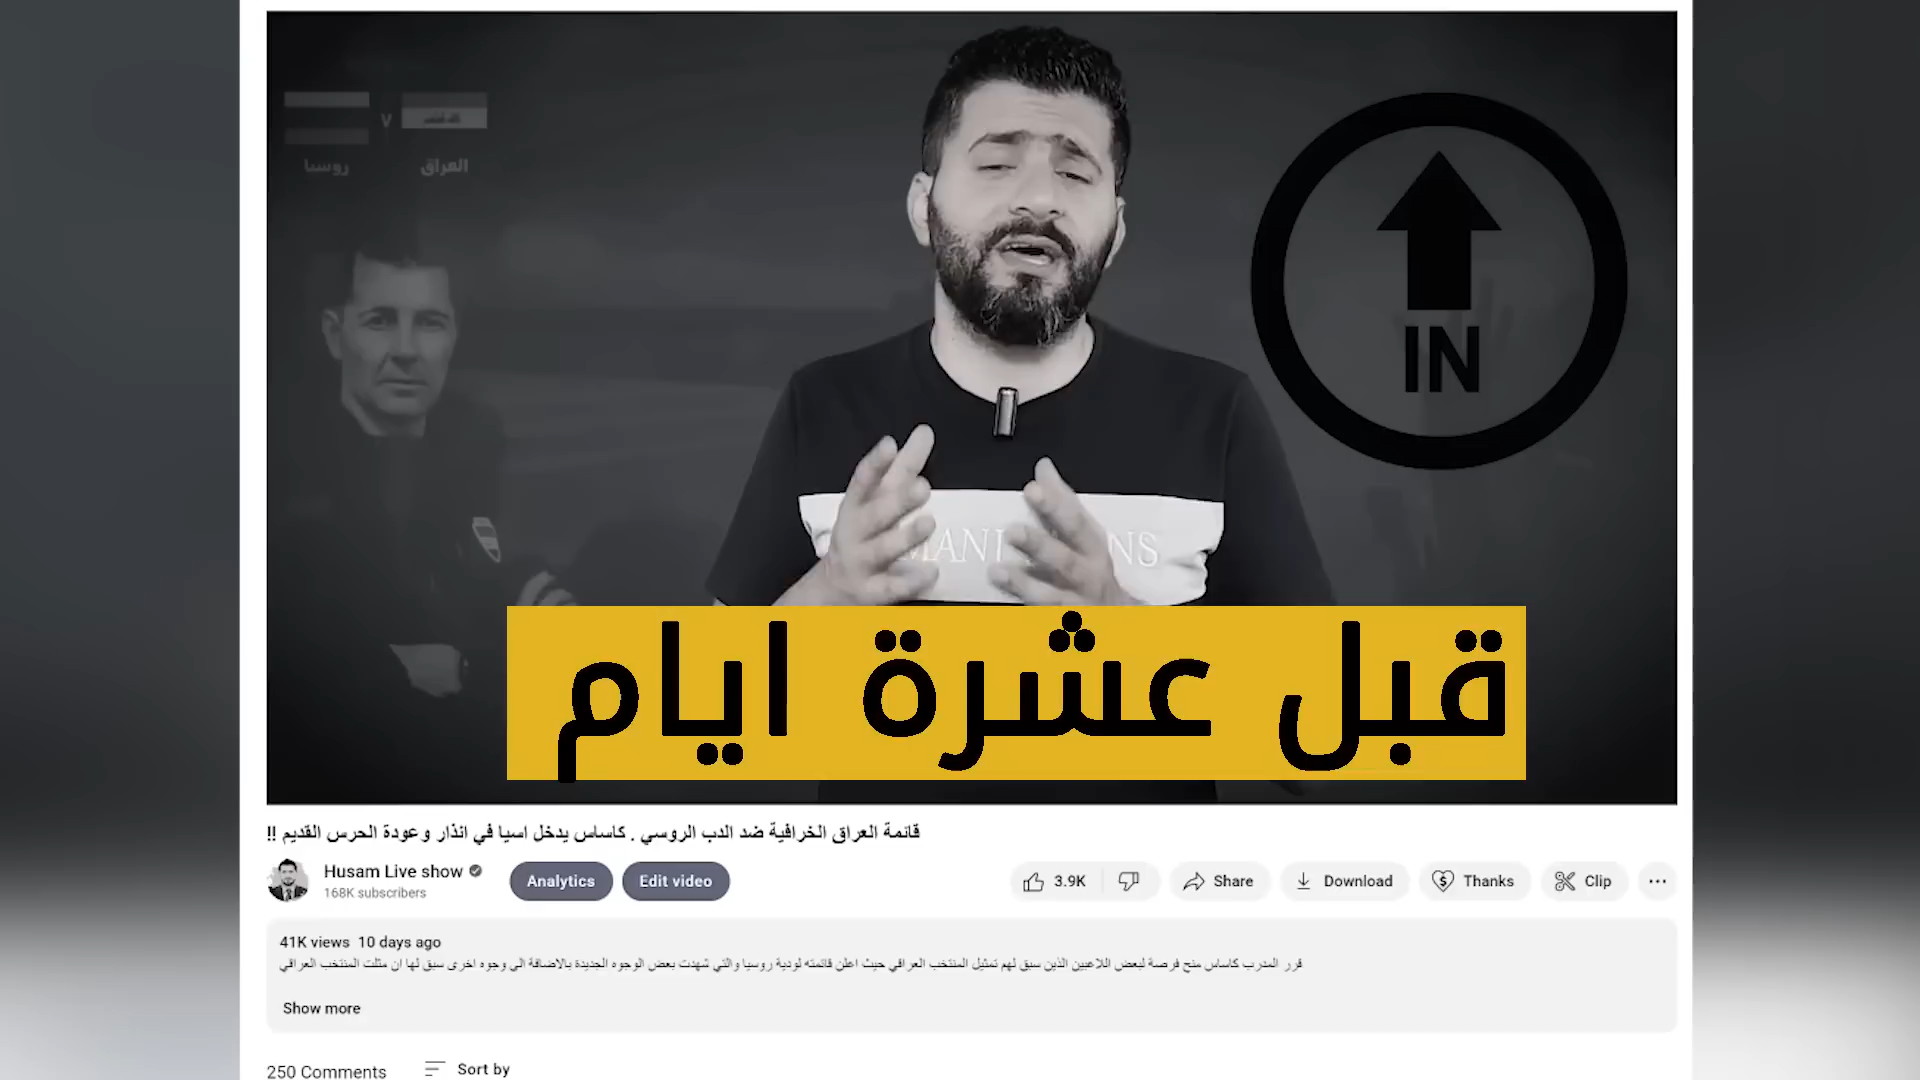 V
روسيا
العراق
IN
MANI
NS
قبل عشرة ايام
قائمة العراق الخرافية ضد الدب الروسي . كاساس يدخل اسيا في انذار وعودة الحرس القديم !!
Husam Live show
168K subscribers
Analytics
Edit video
3.9K
Share
Download
Thanks
Clip
41K views 10 days ago
قرر المدرب كاساس منح فرصة لبعض اللاعبين الذين سبق لهم تمثيل المنتخب العراقي حيث اعلن قائمته لودية روسيا والتي شهدت بعض الوجوه الجديدة بالاضافة الى وجوه اخرى سبق لها ان مثلت المنتخب العراقي
Show more
250 Comments
Sort by